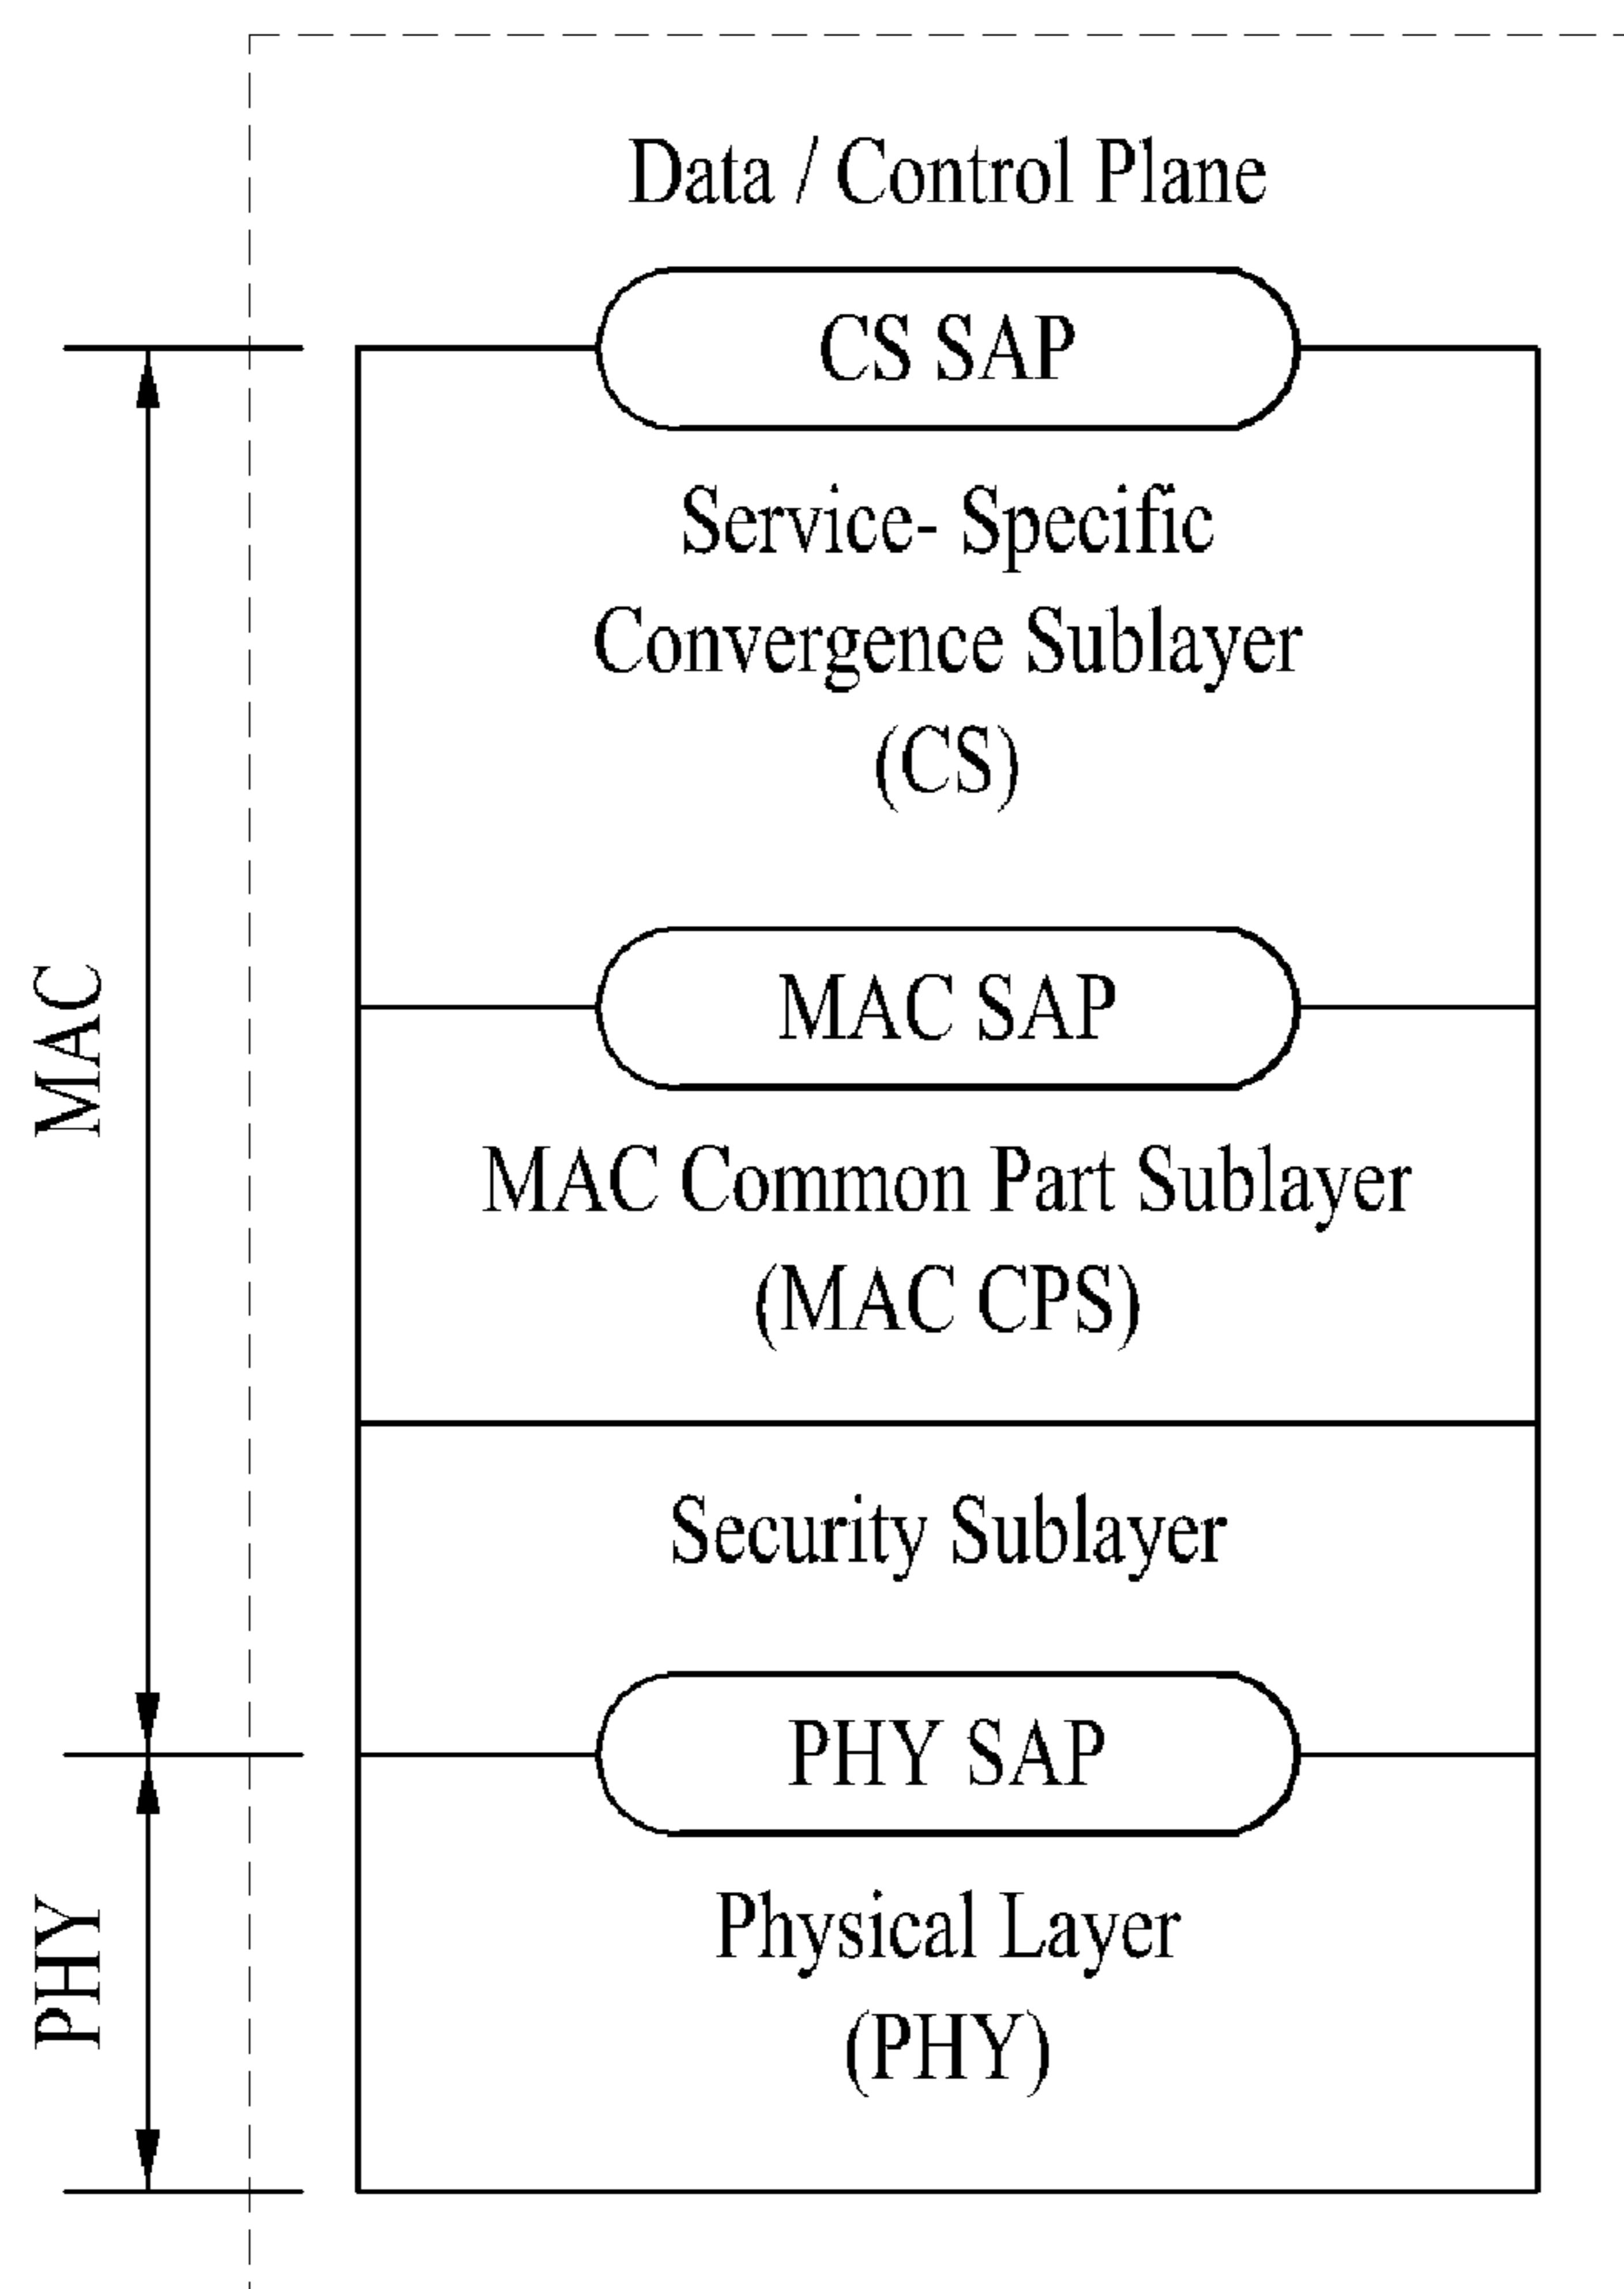 Data / Control Plane
CS SAP
Service- Specific
Convergence Sublayer
(CS)
MAC
MAC SAP
MAC Common Part Sublayer
(MAC CPS)
Security Sublayer
PHY SAP
PHY
Physical Layer
(PHY)